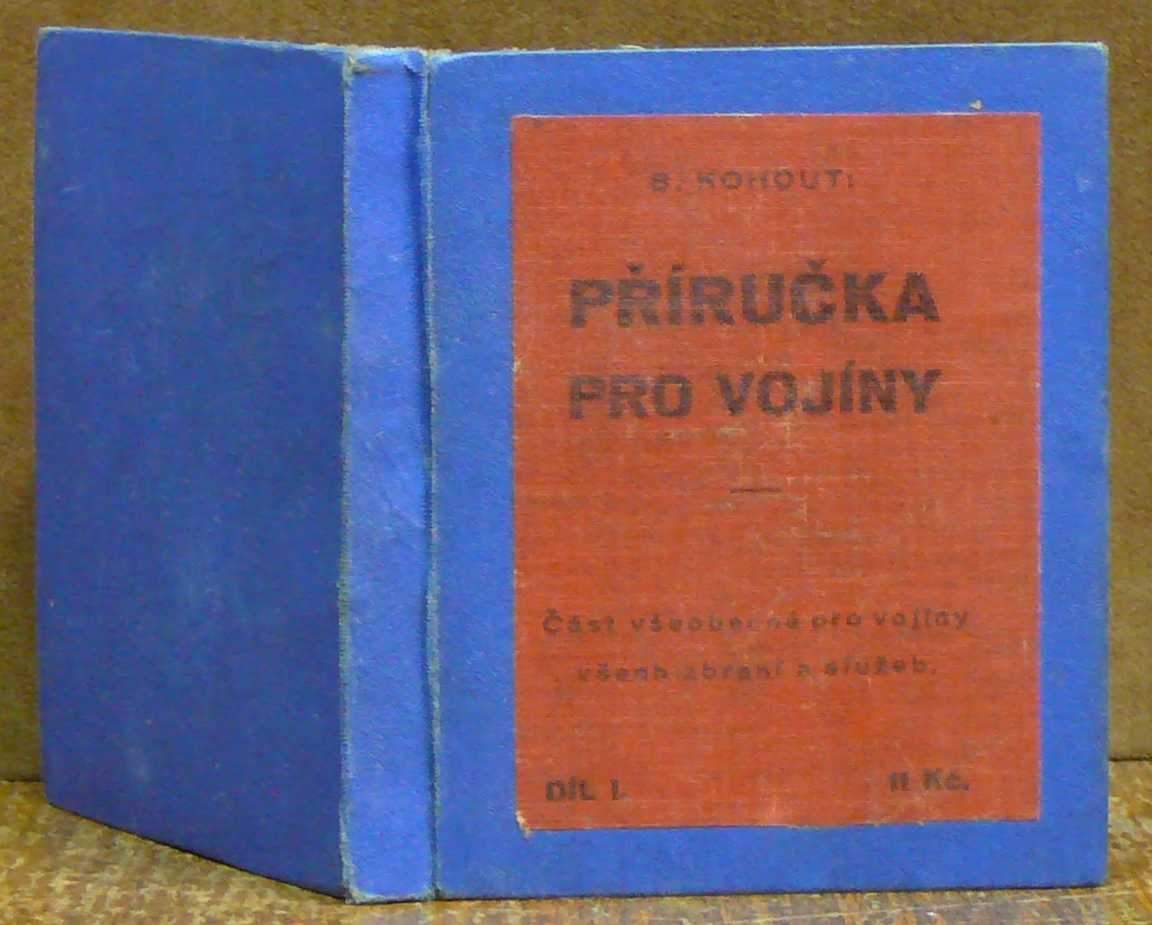 B. KOHOUT:
PŘÍRUČKA
PRO VOJÍNY
Část všeobecná pro vojíny
všech zbraní a služeb.
DÍL I.
11 Kč.